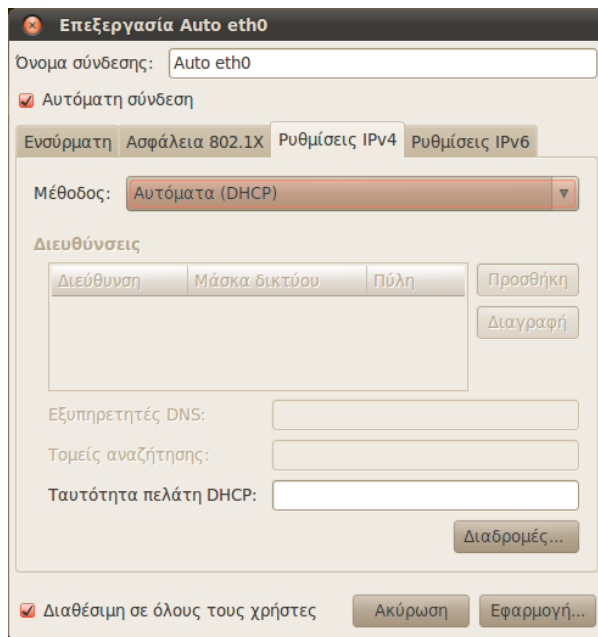 Επεξεργασία Auto eth0
Όνομα σύνδεσης: Auto eth0
Αυτόματη σύνδεση
Ενσύρματη Ασφάλεια 802.1X Ρυθμίσεις IPv4 Ρυθμίσεις IPv6
Μέθοδος: Αυτόματα (DHCP)
Διευθύνσεις
Διεύθυνση Μάσκα δικτύου Πύλη Προσθήκη
Διαγραφή
Εξυπηρετητές DNS:
Τομείς αναζήτησης:
Ταυτότητα πελάτη DHCP:
Διαδρομές...
Διαθέσιμη σε όλους τους χρήστες Ακύρωση Εφαρμογή...